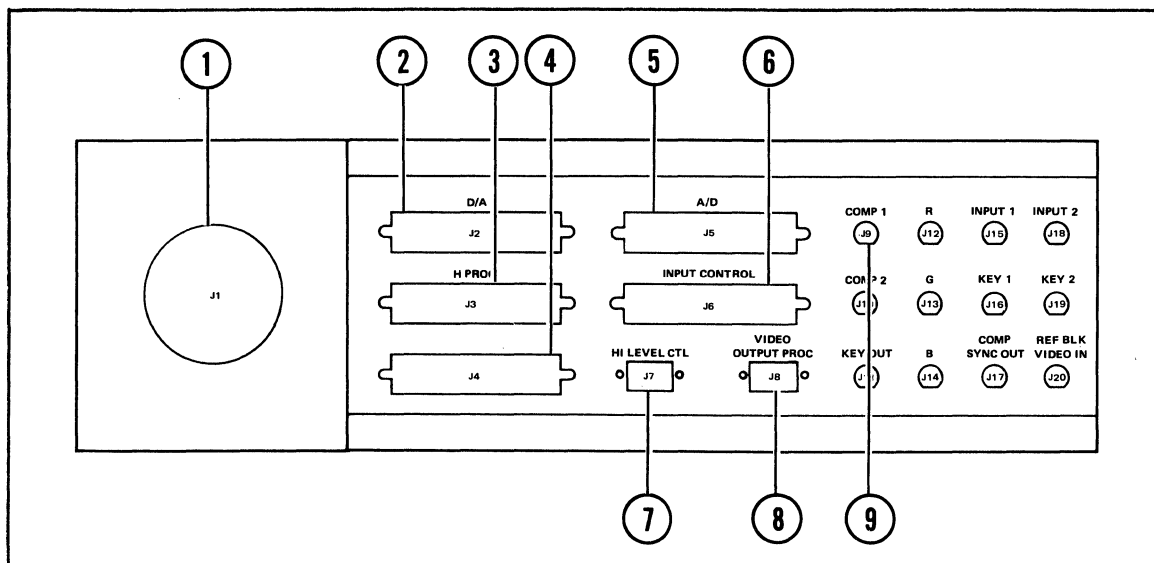 1 2 3 4 5 6
D/A A/D
J2 J5
COMP 1 R INPUT 1 INPUT 2
J9 J12 J15 J18
J1
H PROC INPUT CONTROL
J3 J6
COMP 2 G KEY 1 KEY 2
J13 J16 J19
J4
HI LEVEL CTL
J7
VIDEO
OUTPUT PROC
J8
KEY OUT B
COMP
SYNC OUT
REF BLK
VIDEO IN
J14 J17 J20
7 8 9